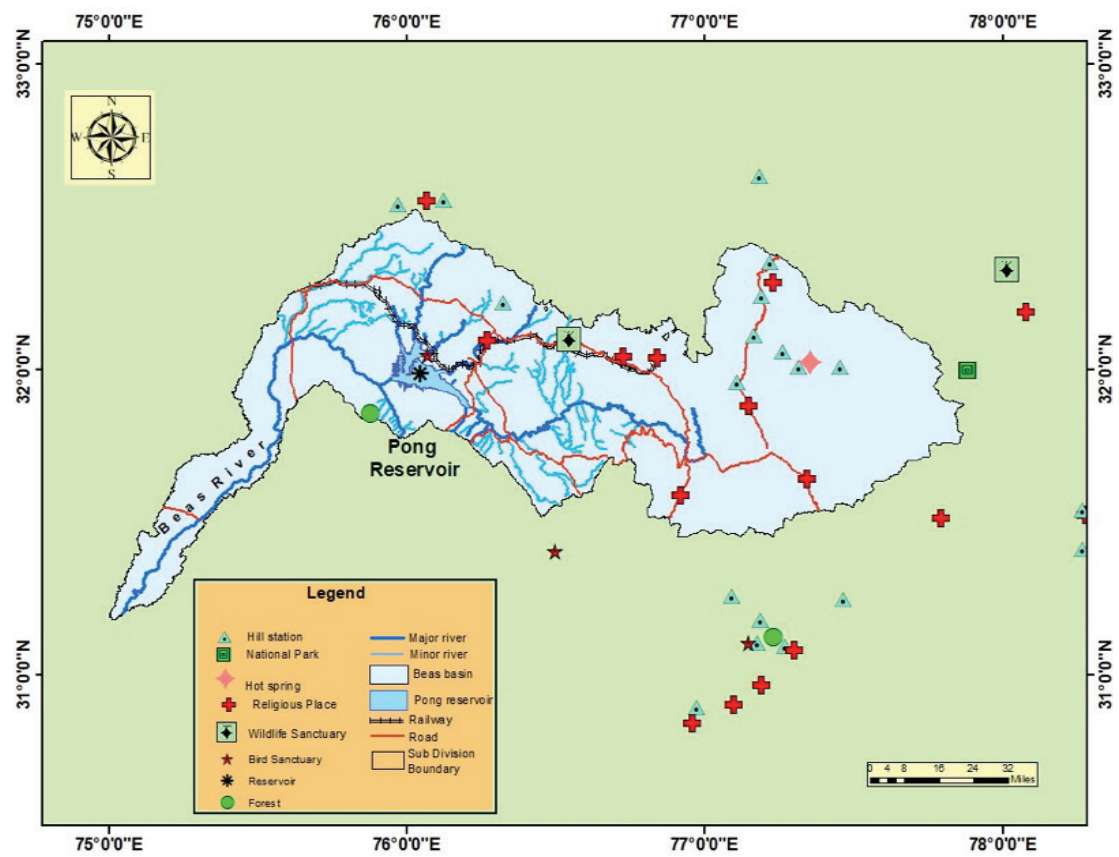 75°0'0"E 76°0'0"E 77°0'0"E 78°0'0"E
33°0'0"N 33°0'0"N
N
W E
S
32°0'0"N 32°0'0"N
Pong
Reservoir
Beas River
31°0'0"N 31°0'0"N
Legend
Hill station
National Park
Hot spring
Religious Place
Wildlife Sanctuary
Bird Sanctuary
Reservoir
Forest
Major river
Minor river
Beas basin
Pong reservoir
Railway
Road
Sub Division
Boundary
0 4 8 16 24 32
Miles
75°0'0"E 76°0'0"E 77°0'0"E 78°0'0"E